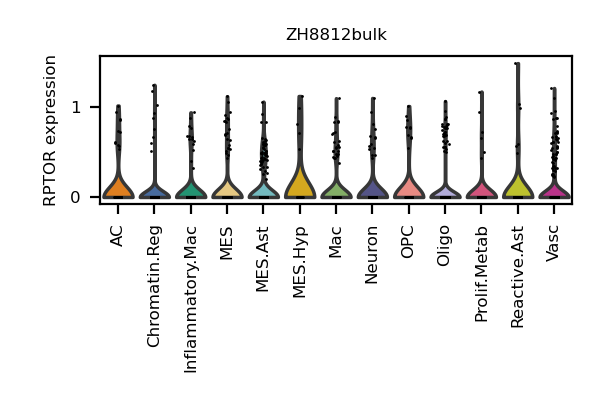 ZH8812bulk
RPTOR expression
1
0
AC
Chromatin.Reg
Inflammatory.Mac
MES
MES.Ast
MES.Hyp
Mac
Neuron
OPC
Oligo
Prolif.Metab
Reactive.Ast
Vasc